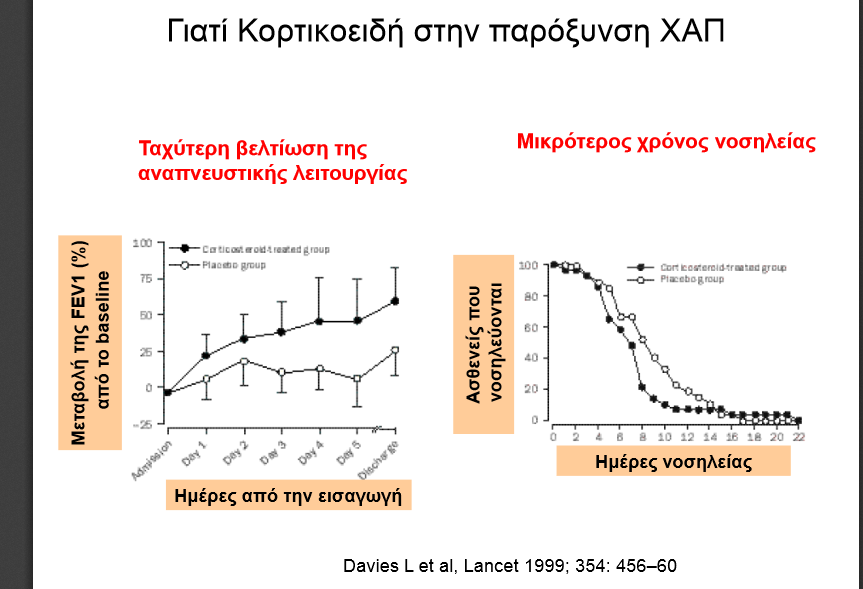 Γιατί Κορτικοειδή στην παρόξυνση ΧΑΠ
Ταχύτερη βελτίωση της
αναπνευστικής λειτουργίας
Μεταβολή της FEV1 (%)
από το baseline
100
75
50
25
0
−25
Corticosteroid-treated group
Placebo group
Admission
Day 1
Day 2
Day 3
Day 4
Day 5
Discharge
Ημέρες από την εισαγωγή
Μικρότερος χρόνος νοσηλείας
Ασθενείς που
νοσηλεύονται
100
80
60
40
20
0
Corticosteroid-treated group
Placebo group
0 2 4 6 8 10 12 14 16 18 20 22
Ημέρες νοσηλείας
Davies L et al, Lancet 1999; 354: 456–60